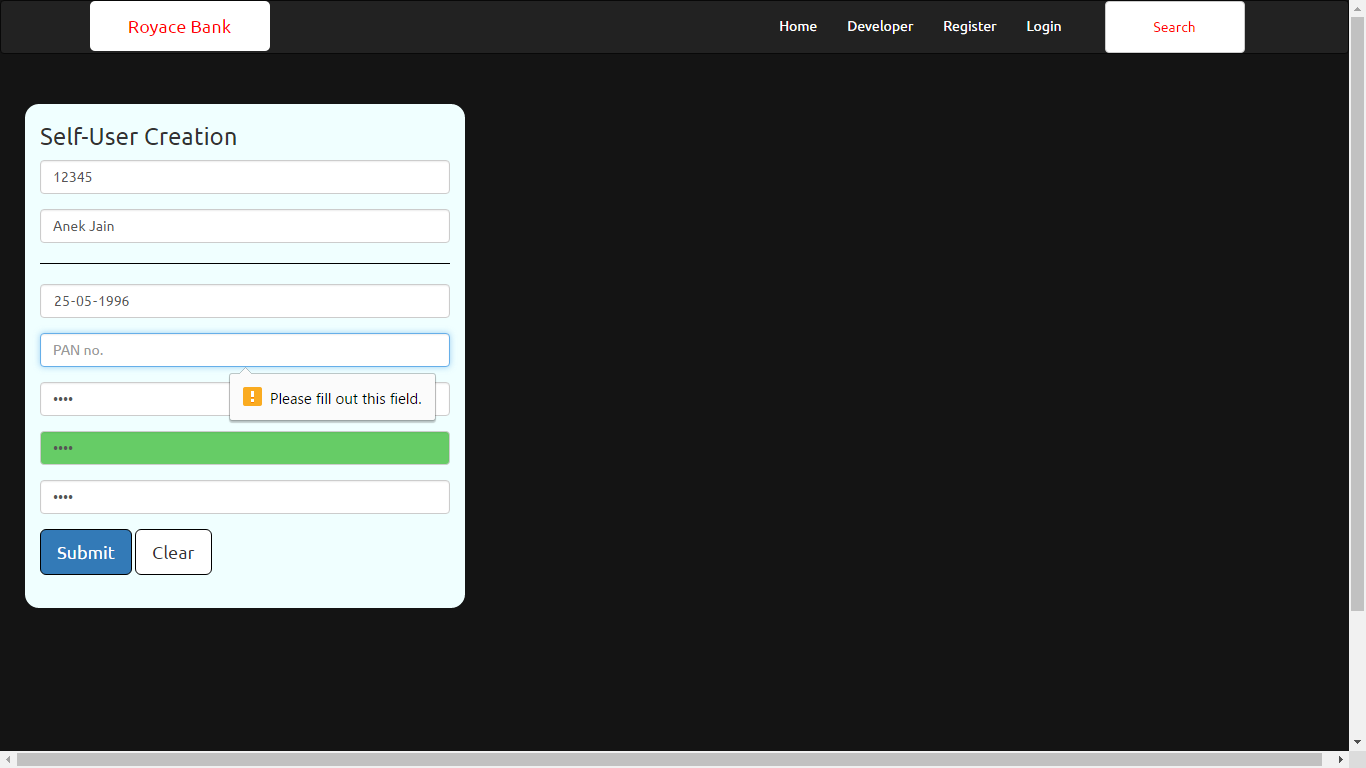 Royace Bank
Home Developer Register Login Search
Self-User Creation
12345
Anek Jain
25-05-1996
PAN no.
Please fill out this field.
••••
••••
••••
Submit Clear